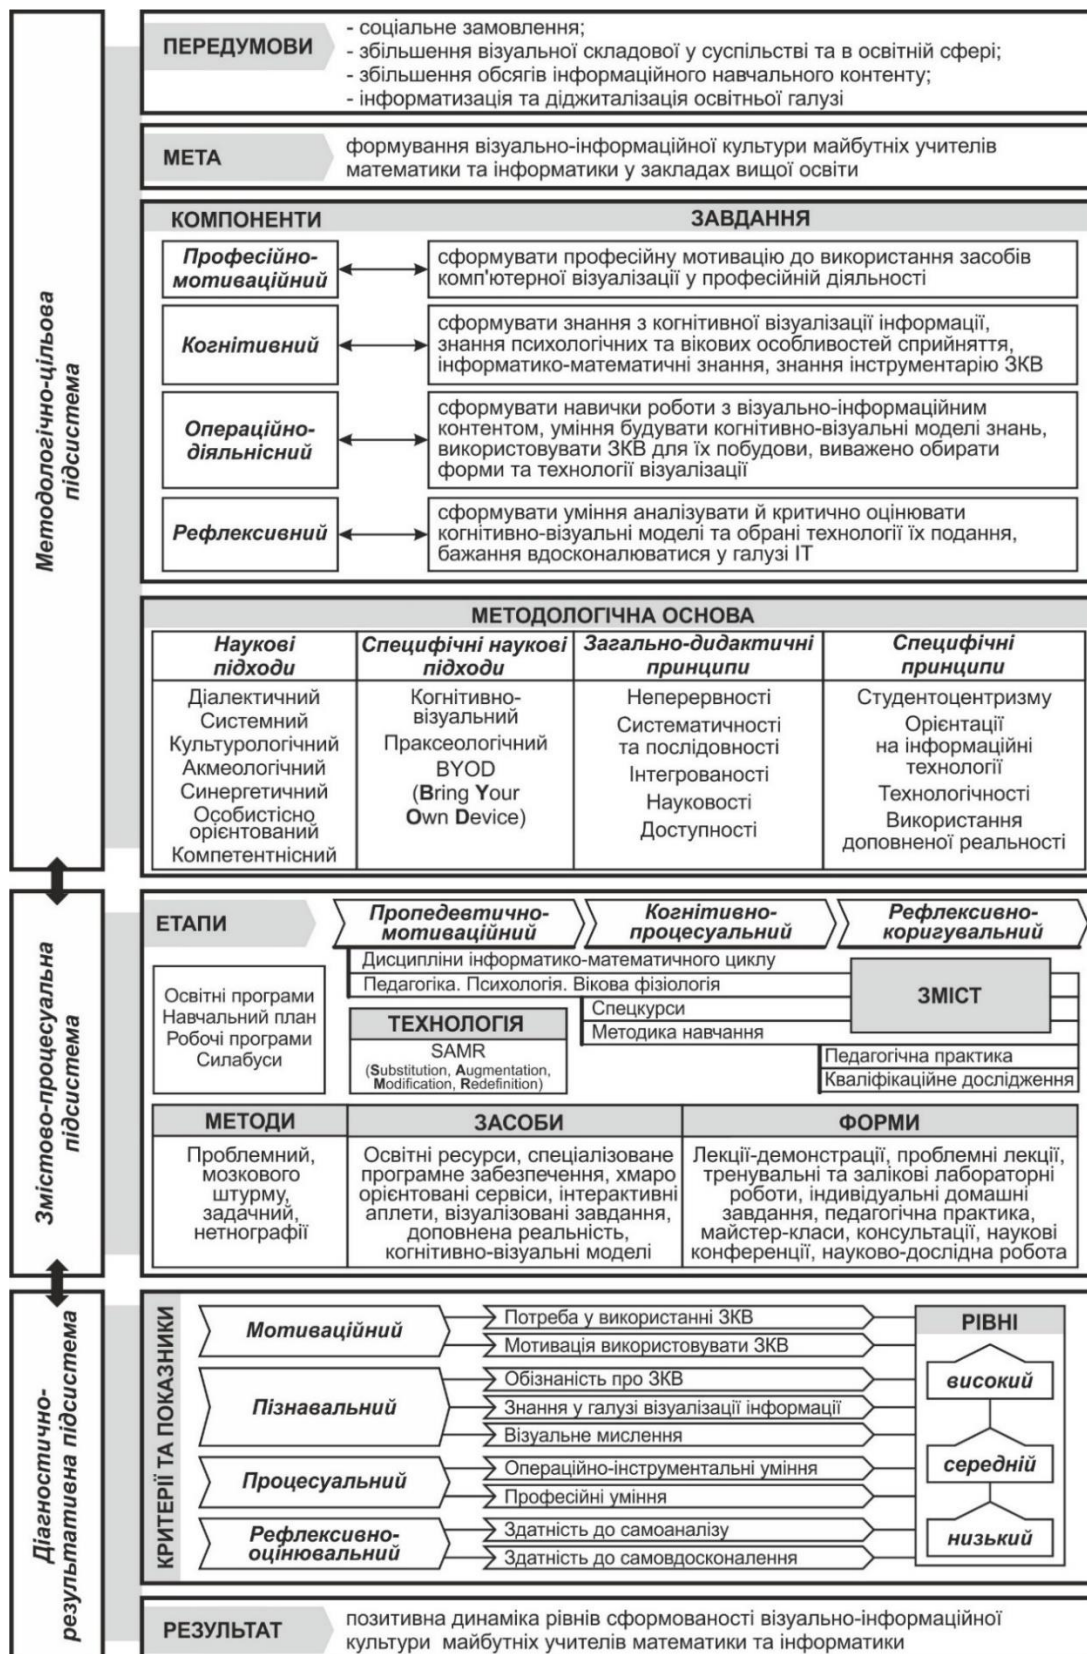 Методологічно-цільова
підсистема
ПЕРЕДУМОВИ
- соціальне замовлення;
- збільшення візуальної складової у суспільстві та в освітній сфері;
- збільшення обсягів інформаційного навчального контенту;
- інформатизація та діджиталізація освітньої галузі
МЕТА
формування візуально-інформаційної культури майбутніх учителів
математики та інформатики у закладах вищої освіти
КОМПОНЕНТИ
ЗАВДАННЯ
Професійно-
мотиваційний
сформувати професійну мотивацію до використання засобів
комп'ютерної візуалізації у професійній діяльності
Когнітивний
сформувати знання з когнітивної візуалізації інформації,
знання психологічних та вікових особливостей сприйняття,
інформатико-математичні знання, знання інструментарію ЗКВ
Операційно-
діяльнісний
сформувати навички роботи з візуально-інформаційним
контентом, уміння будувати когнітивно-візуальні моделі знань,
використовувати ЗКВ для їх побудови, виважено обирати
форми та технології візуалізації
Рефлексивний
сформувати уміння аналізувати й критично оцінювати
когнітивно-візуальні моделі та обрані технології їх подання,
бажання вдосконалюватися у галузі ІТ
МЕТОДОЛОГІЧНА ОСНОВА
Наукові
підходи
Діалектичний
Системний
Культурологічний
Акмеологічний
Синергетичний
Особистісно
орієнтований
Компетентнісний
Специфічні наукові
підходи
Когнітивно-
візуальний
Праксеологічний
BYOD
(Bring Your
Own Device)
Загально-дидактичні
принципи
Неперервності
Систематичності
та послідовності
Інтегрованості
Науковості
Доступності
Специфічні
принципи
Студентоцентризму
Орієнтації
на інформаційні
технології
Технологічності
Використання
доповненої реальності
Змістово-процесуальна
підсистема
ЕТАПИ
Пропедевтично-
мотиваційний
Когнітивно-
процесуальний
Рефлексивно-
коригувальний
Освітні програми
Навчальний план
Робочі програми
Силабуси
Дисципліни інформатико-математичного циклу
Педагогіка. Психологія. Вікова фізіологія
Спецкурси
Методика навчання
ЗМІСТ
Педагогічна практика
Кваліфікаційне дослідження
ТЕХНОЛОГІЯ
SAMR
(Substitution, Augmentation,
Modification, Redefinition)
МЕТОДИ
Проблемний,
мозкового
штурму,
задачний,
нетнографії
ЗАСОБИ
Освітні ресурси, спеціалізоване
програмне забезпечення, хмаро
орієнтовані сервіси, інтерактивні
аплети, візуалізовані завдання,
доповнена реальність,
когнітивно-візуальні моделі
ФОРМИ
Лекції-демонстрації, проблемні лекції,
тренувальні та залікові лабораторні
роботи, індивідуальні домашні
завдання, педагогічна практика,
майстер-класи, консультації, наукові
конференції, науково-дослідна робота
Діагностично-
результативна підсистема
КРИТЕРІЇ ТА ПОКАЗНИКИ
Мотиваційний
Потреба у використанні ЗКВ
Мотивація використовувати ЗКВ
Пізнавальний
Обізнаність про ЗКВ
Знання у галузі візуалізації інформації
Візуальне мислення
Процесуальний
Операційно-інструментальні уміння
Професійні уміння
Рефлексивно-
оцінювальний
Здатність до самоаналізу
Здатність до самовдосконалення
РІВНІ
високий
середній
низький
РЕЗУЛЬТАТ
позитивна динаміка рівнів сформованості візуально-інформаційної
культури майбутніх учителів математики та інформатики